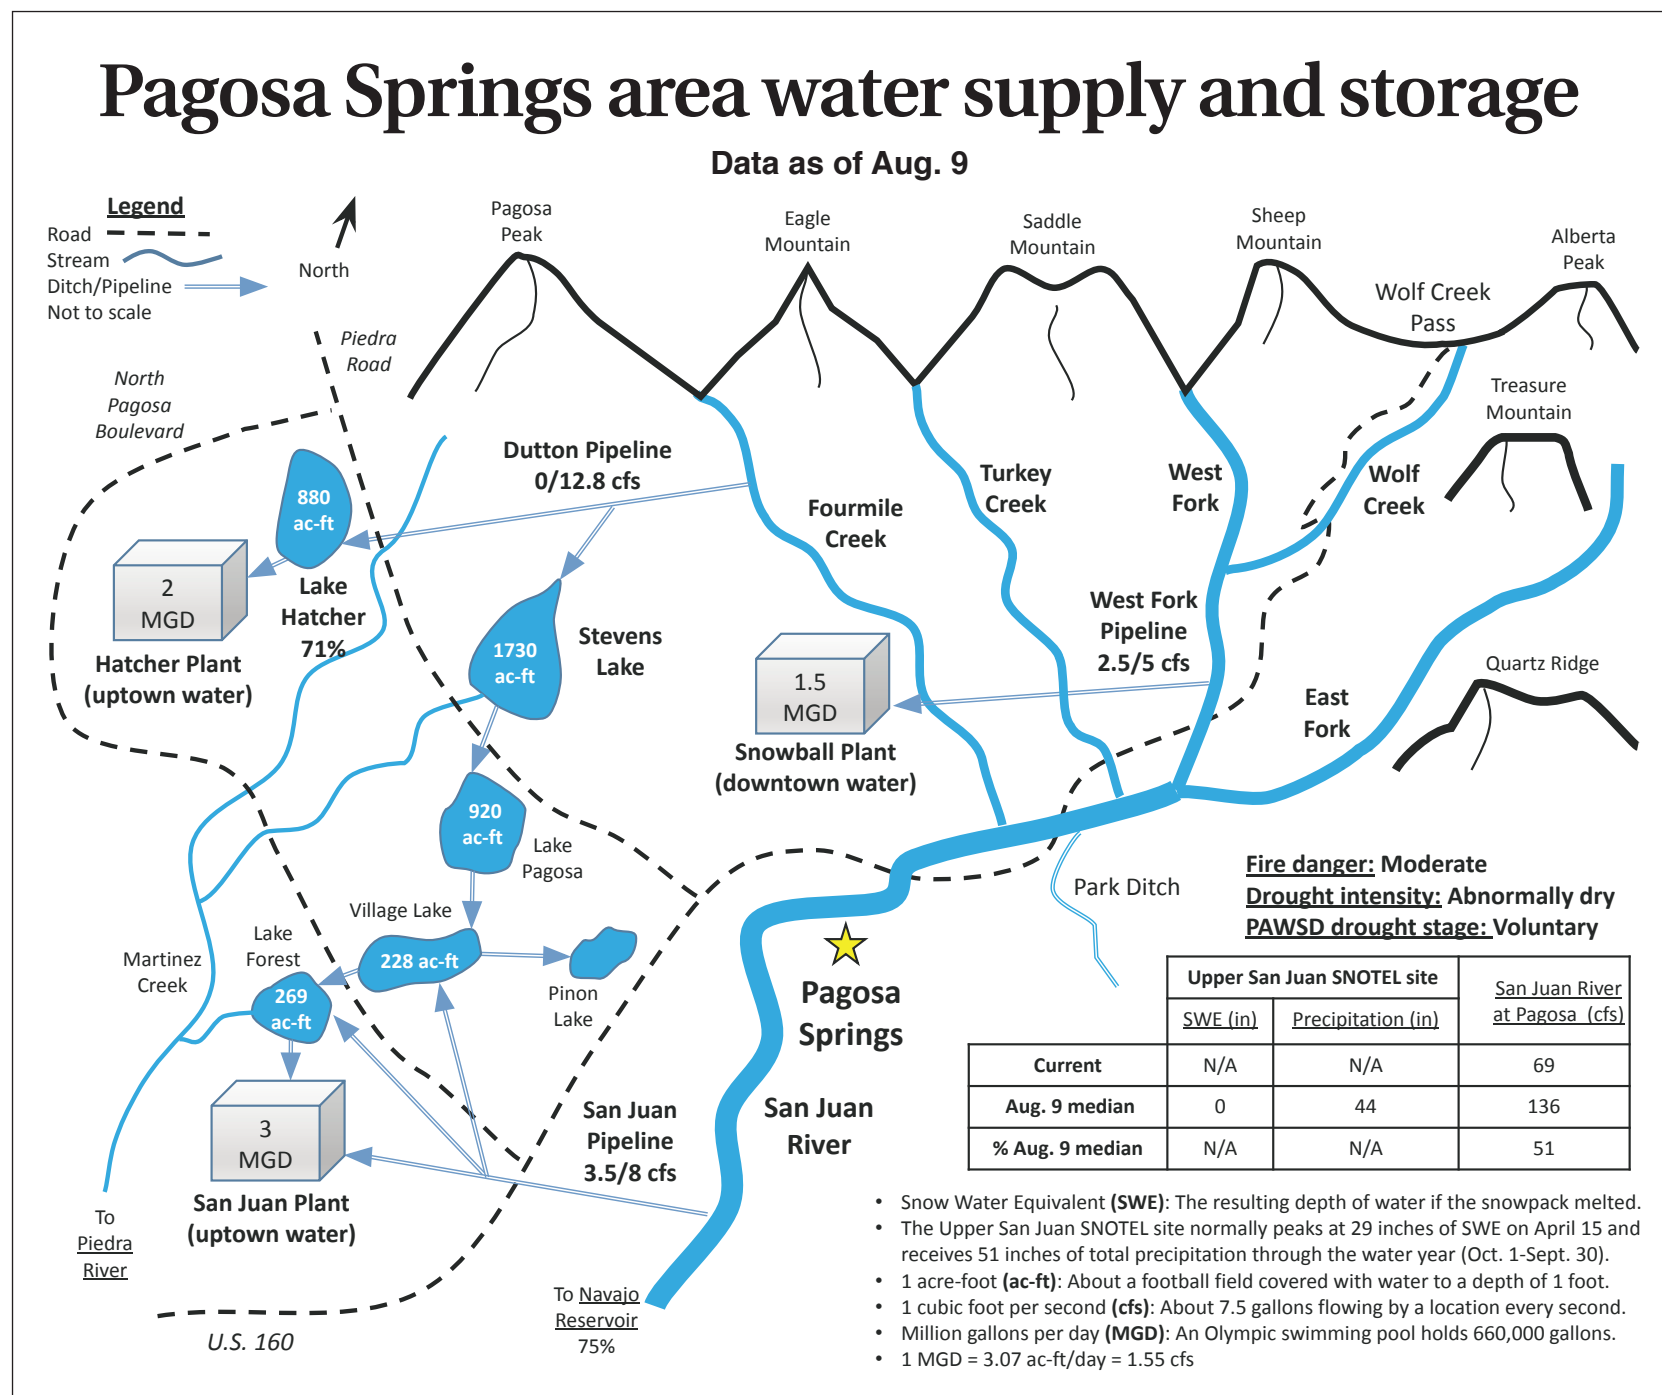 Pagosa Springs area water supply and storage
Data as of Aug. 9
Legend
Road
Stream
Ditch/Pipeline
Not to scale
North
Pagosa
Peak
Eagle
Mountain
Saddle
Mountain
Sheep
Mountain
Alberta
Peak
Wolf Creek
Pass
Piedra
Road
North
Pagosa
Boulevard
Treasure
Mountain
Dutton Pipeline
0/12.8 cfs
Fourmile
Creek
Turkey
Creek
West
Fork
Wolf
Creek
880
ac-ft
2
MGD
Lake
Hatcher
71%
Hatcher Plant
(uptown water)
1730
ac-ft
Stevens
Lake
West Fork
Pipeline
2.5/5 cfs
1.5
MGD
Snowball Plant
(downtown water)
East
Fork
Quartz Ridge
920
ac-ft
Lake
Pagosa
Village Lake
228 ac-ft
Lake
Forest
269
ac-ft
Pinon
Lake
Martinez
Creek
Park Ditch
Pagosa
Springs
Fire danger: Moderate
Drought intensity: Abnormally dry
PAWSD drought stage: Voluntary
Upper San Juan SNOTEL site
San Juan River
at Pagosa (cfs)
SWE (in) Precipitation (in)
Current N/A N/A 69
Aug. 9 median 0 44 136
% Aug. 9 median N/A N/A 51
3
MGD
San Juan Plant
(uptown water)
San Juan
Pipeline
3.5/8 cfs
San Juan
River
To
Piedra
River
To Navajo
Reservoir
75%
U.S. 160
• Snow Water Equivalent (SWE): The resulting depth of water if the snowpack melted.
• The Upper San Juan SNOTEL site normally peaks at 29 inches of SWE on April 15 and
receives 51 inches of total precipitation through the water year (Oct. 1-Sept. 30).
• 1 acre-foot (ac-ft): About a football field covered with water to a depth of 1 foot.
• 1 cubic foot per second (cfs): About 7.5 gallons flowing by a location every second.
• Million gallons per day (MGD): An Olympic swimming pool holds 660,000 gallons.
• 1 MGD = 3.07 ac-ft/day = 1.55 cfs